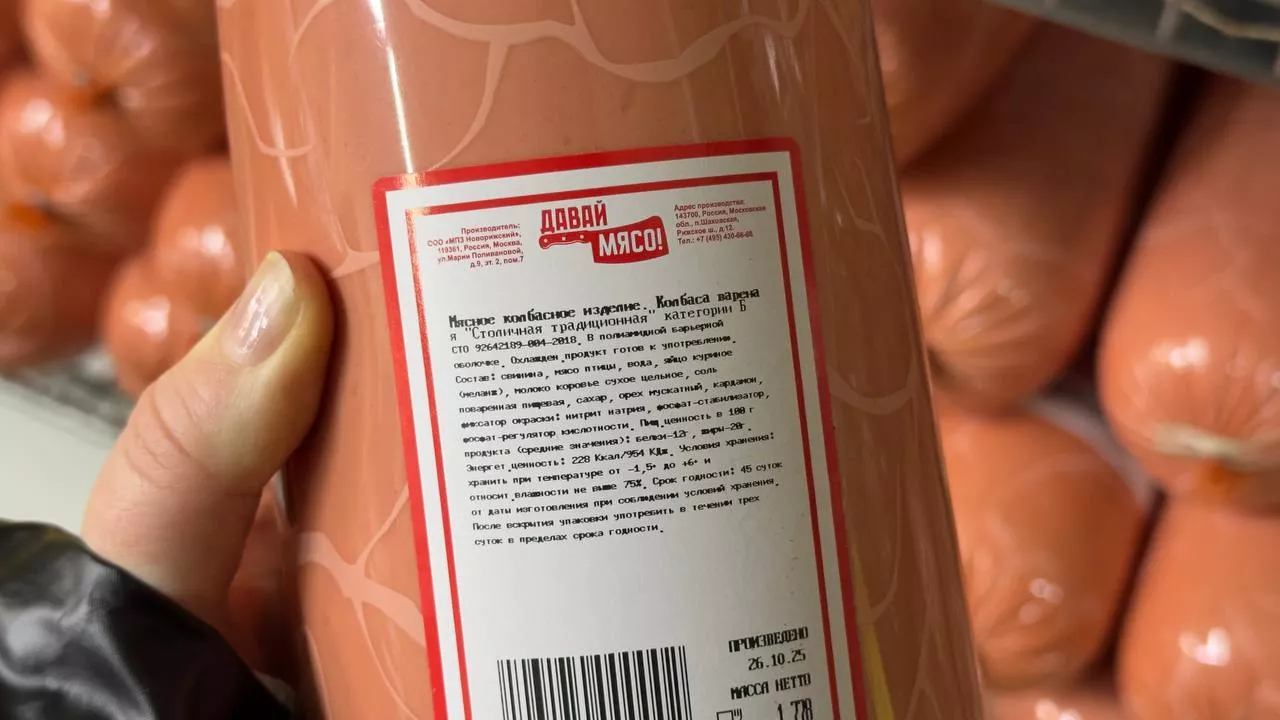 Производитель:
ООО «МПЗ Новорижский»,
119361, Россия, Москва,
ул.Марии Поливановой,
д.9, эт. 2, пом.7
ДАВАЙ
МЯСО!
Адрес производства:
143700, Россия, Московская
обл., п.Шаховская,
Рижское ш., д.12.
Тел.: +7 (495) 430-66-60.
Мясное колбасное изделие. Колбаса варена
я "Столичная традиционная" категории Б
СТО 92642189-004-2018. В полиамидной барьерной
оболочке. Охлажден.продукт готов к употреблению.
Состав: свинина, мясо птицы, вода, яйцо куриное
(меланж), молоко коровье сухое цельное, соль
поваренная пищевая, сахар, орех мускатный, кардамон,
фиксатор окраски: нитрит натрия, фосфат-стабилизатор,
фосфат-регулятор кислотности. Пищ.ценность в 100 г
продукта (средние значения): белки-12г, жиры-20г.
Энергет.ценность: 228 Ккал/954 КДж. Условия хранения:
хранить при температуре от -1,5° до +6° и
относит.влажности не выше 75%. Срок годности: 45 суток
от даты изготовления при соблюдении условий хранения.
После вскрытия упаковки употребить в течении трех
суток в пределах срока годности.
ПРОИЗВЕДЕНО
26.10.25
МАССА НЕТТО